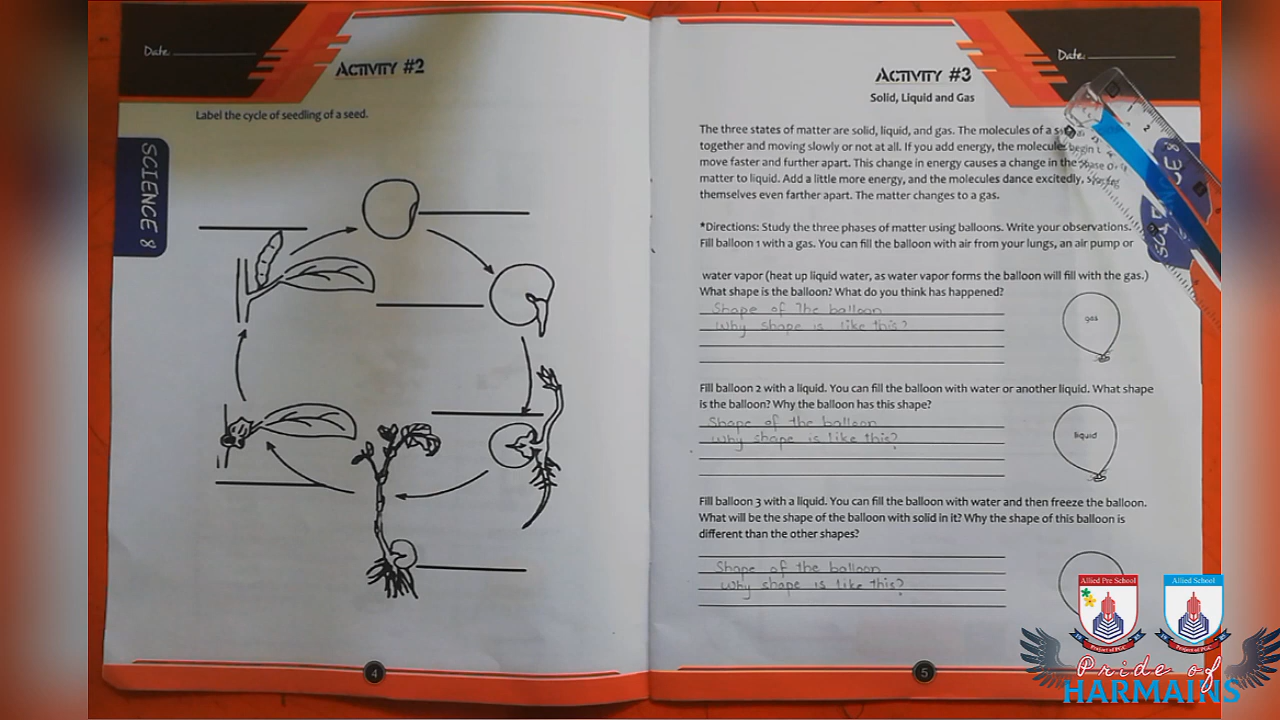 Date:
ACTIVITY #2
Label the cycle of seedling of a seed.
SCIENCE 8
4
Date:
ACTIVITY #3
Solid, Liquid and Gas
The three states of matter are solid, liquid, and gas. The molecules of a
together and moving slowly or not at all. If you add energy, the molecules begin t
move faster and further apart. This change in energy causes a change in the
matter to liquid. Add a little more energy, and the molecules dance excitedly,
themselves even farther apart. The matter changes to a gas.
*Directions: Study the three phases of matter using balloons. Write your observations.
Fill balloon 1 with a gas. You can fill the balloon with air from your lungs, an air pump or
water vapor (heat up liquid water, as water vapor forms the balloon will fill with the gas.)
What shape is the balloon? What do you think has happened?
Shape of The balloon
Why shape is like this?
gas
Fill balloon 2 with a liquid. You can fill the balloon with water or another liquid. What shape
is the balloon? Why the balloon has this shape?
Shape of the balloon
Why shape is like this?
liquid
Fill balloon 3 with a liquid. You can fill the balloon with water and then freeze the balloon.
What will be the shape of the balloon with solid in it? Why the shape of this balloon is
different than the other shapes?
Shape of the balloon
Why shape is like this?
5
Allied Pre School
Project of PGC
Allied School
Project of PGC
Pride of
HARMAINS